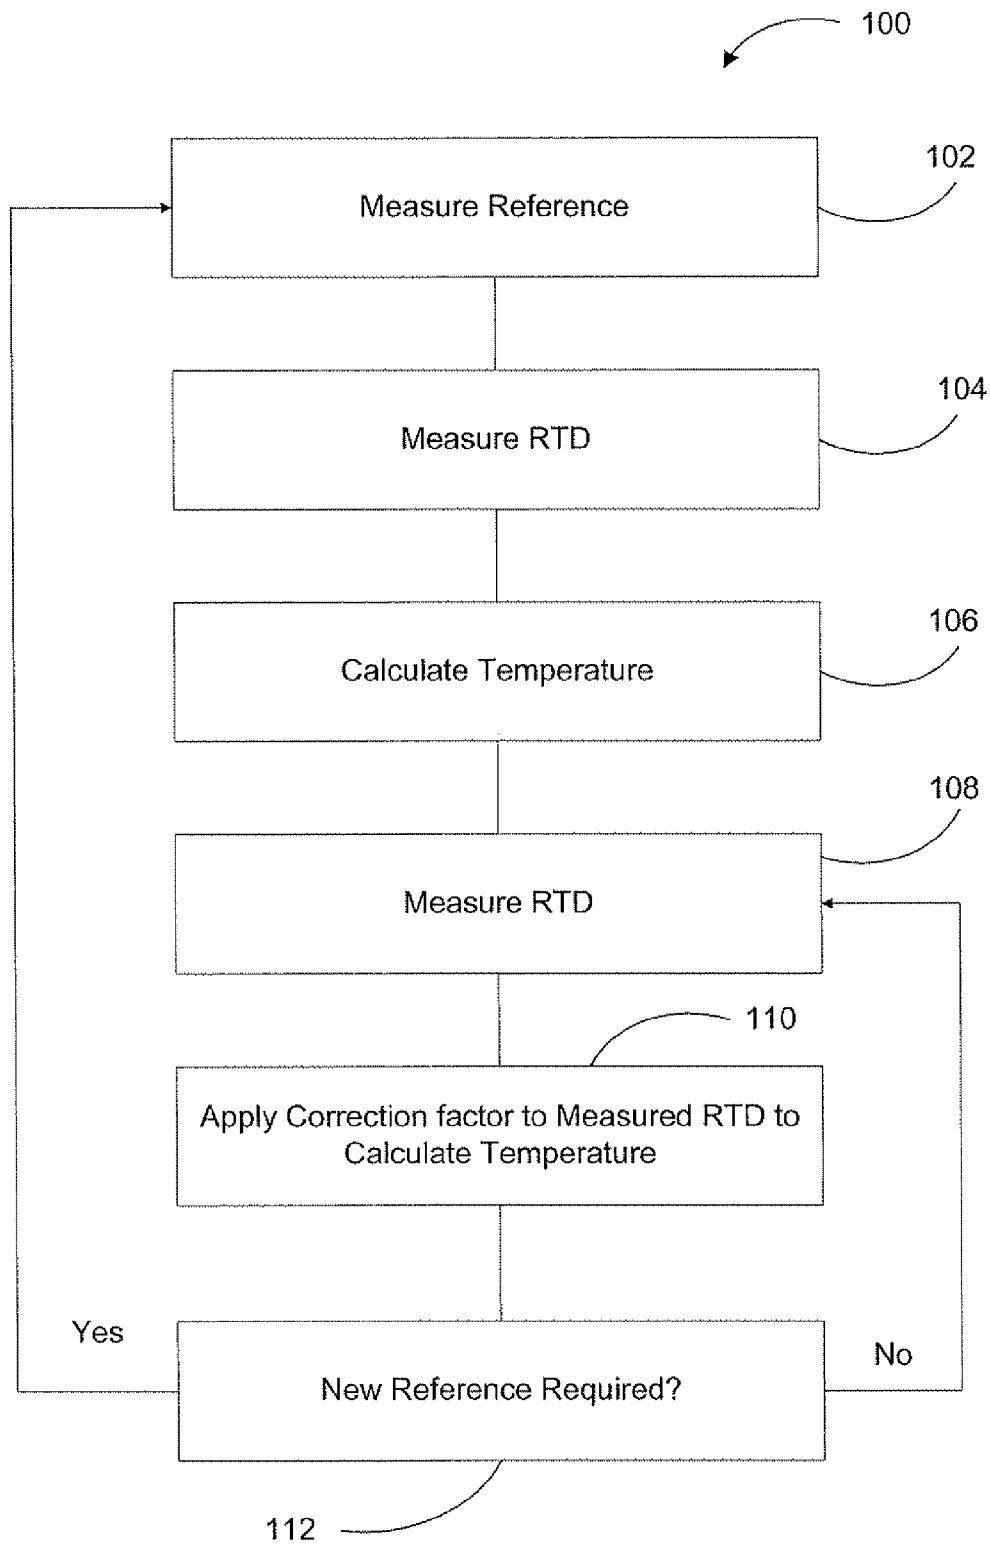 100
102
Measure Reference
104
Measure RTD
106
Calculate Temperature
108
Measure RTD
110
Apply Correction factor to Measured RTD to
Calculate Temperature
Yes
No
New Reference Required?
112